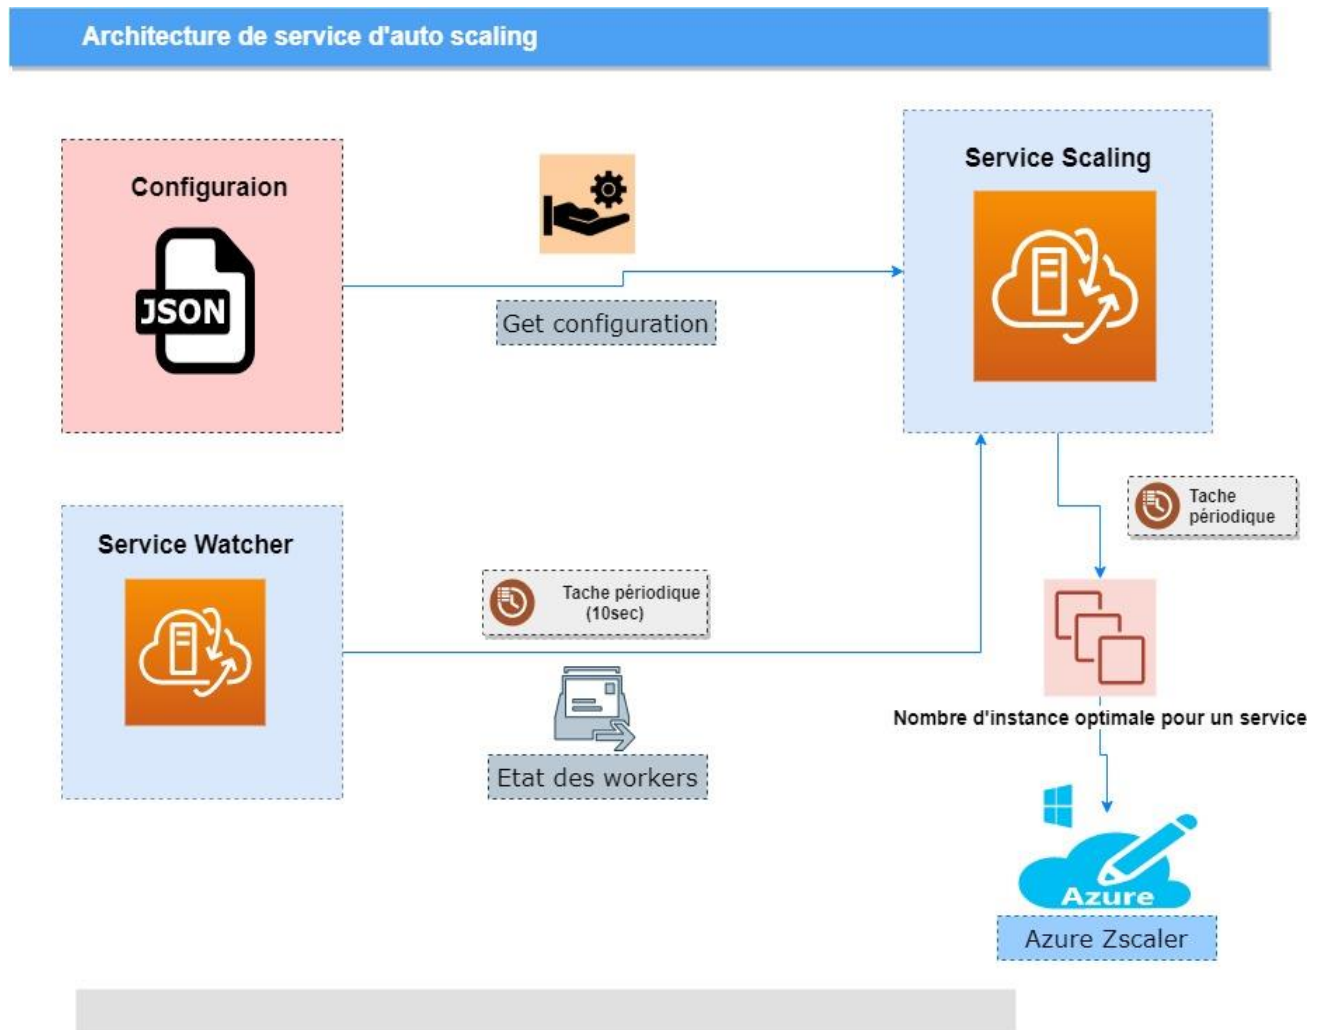 Architecture de service d'auto scaling
Configuraion
JSON
Get configuration
Service Scaling
Tache
périodique
Service Watcher
Tache périodique
(10sec)
Etat des workers
Nombre d'instance optimale pour un service
Azure
Azure Zscaler